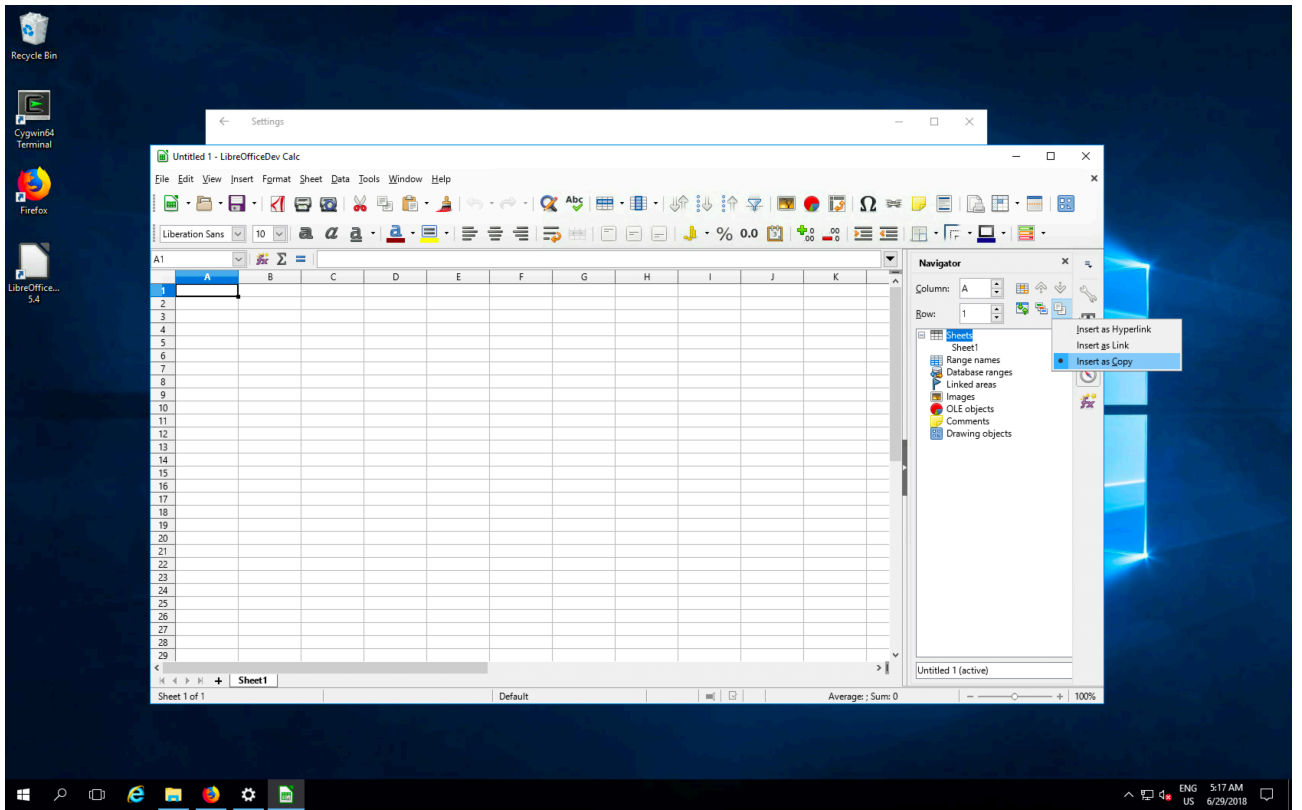 Recycle Bin
Cygwin64
Terminal
Firefox
LibreOffice...
5.4
Settings
Untitled 1 - LibreOfficeDev Calc
File Edit View Insert Format Sheet Data Tools Window Help
Liberation Sans 10
A1
A B C D E F G H I J K
1
2
3
4
5
6
7
8
9
10
11
12
13
14
15
16
17
18
19
20
21
22
23
24
25
26
27
28
29
Navigator
Column: A
Row: 1
Insert as Hyperlink
Insert as Link
Insert as Copy
Sheets
Sheet1
Range names
Database ranges
Linked areas
Images
OLE objects
Comments
Drawing objects
Untitled 1 (active)
Sheet1
Sheet 1 of 1 Default Average: ; Sum: 0 100%
ENG 5:17 AM
US 6/29/2018